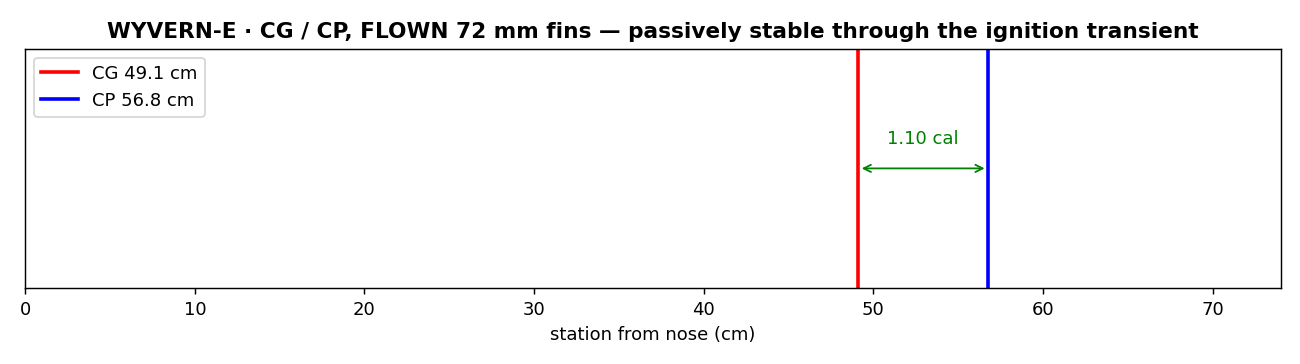 WYVERN-E · CG / CP, FLOWN 72 mm fins — passively stable through the ignition transient
CG 49.1 cm
CP 56.8 cm
1.10 cal
0 10 20 30 40 50 60 70
station from nose (cm)